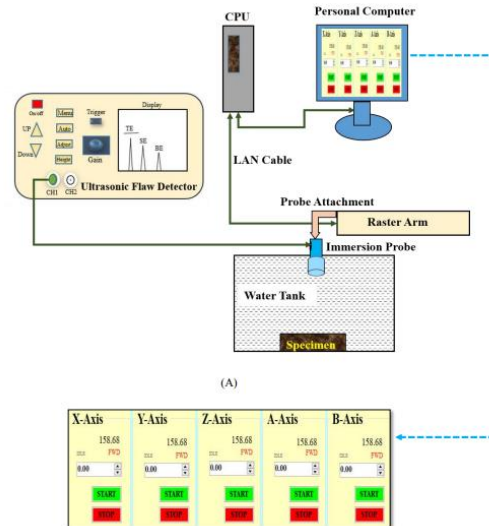 CPU
Personal Computer
On/off
Menu
Trigger
Display
UP
Auto
TE
SE
BE
Down
Adjust
Height
Gain
LAN Cable
CH1
CH2
Ultrasonic Flaw Detector
Probe Attachment
Raster Arm
Immersion Probe
Water Tank
Specimen
(A)
X-Axis Y-Axis Z-Axis A-Axis B-Axis
158.68 158.68 158.68 158.68 158.68
FWD FWD FWD FWD FWD
0.00 0.00 0.00 0.00 0.00
START START START START START
STOP STOP STOP STOP STOP